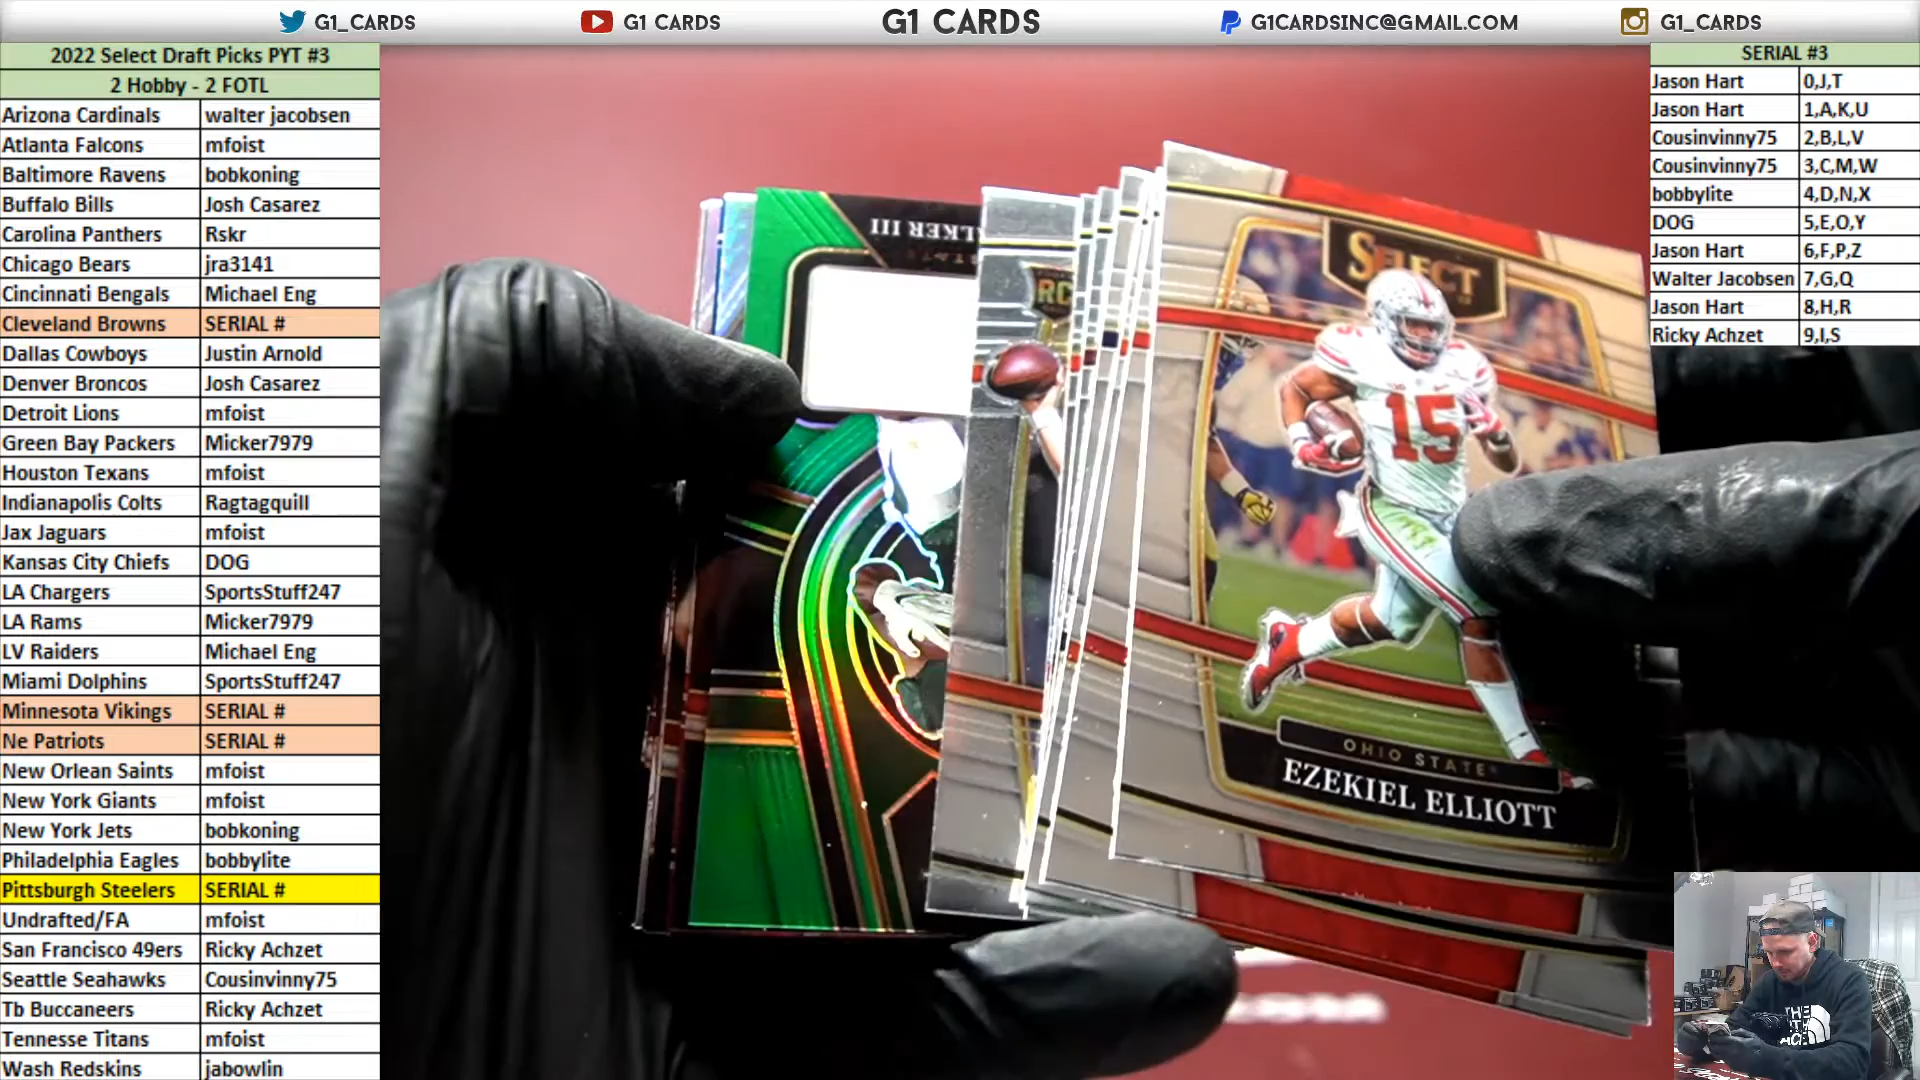 G1_CARDS
G1 CARDS
G1 CARDS
G1CARDSINC@GMAIL.COM
G1_CARDS
2022 Select Draft Picks PYT #3
2 Hobby - 2 FOTL
Arizona Cardinals walter jacobsen
Atlanta Falcons mfoist
Baltimore Ravens bobkoning
Buffalo Bills Josh Casarez
Carolina Panthers Rskr
Chicago Bears jra3141
Cincinnati Bengals Michael Eng
Cleveland Browns SERIAL #
Dallas Cowboys Justin Arnold
Denver Broncos Josh Casarez
Detroit Lions mfoist
Green Bay Packers Micker7979
Houston Texans mfoist
Indianapolis Colts Ragtagquill
Jax Jaguars mfoist
Kansas City Chiefs DOG
LA Chargers SportsStuff247
LA Rams Micker7979
LV Raiders Michael Eng
Miami Dolphins SportsStuff247
Minnesota Vikings SERIAL #
Ne Patriots SERIAL #
New Orlean Saints mfoist
New York Giants mfoist
New York Jets bobkoning
Philadelphia Eagles bobbylite
Pittsburgh Steelers SERIAL #
Undrafted/FA mfoist
San Francisco 49ers Ricky Achzet
Seattle Seahawks Cousinvinny75
Tb Buccaneers Ricky Achzet
Tennesse Titans mfoist
Wash Redskins jabowlin
SERIAL #3
Jason Hart 0,J,T
Jason Hart 1,A,K,U
Cousinvinny75 2,B,L,V
Cousinvinny75 3,C,M,W
bobbylite 4,D,N,X
DOG 5,E,O,Y
Jason Hart 6,F,P,Z
Walter Jacobsen 7,G,Q
Jason Hart 8,H,R
Ricky Achzet 9,I,S
LKER III
RC
SELECT
15
15
OHIO STATE
EZEKIEL ELLIOTT
THE